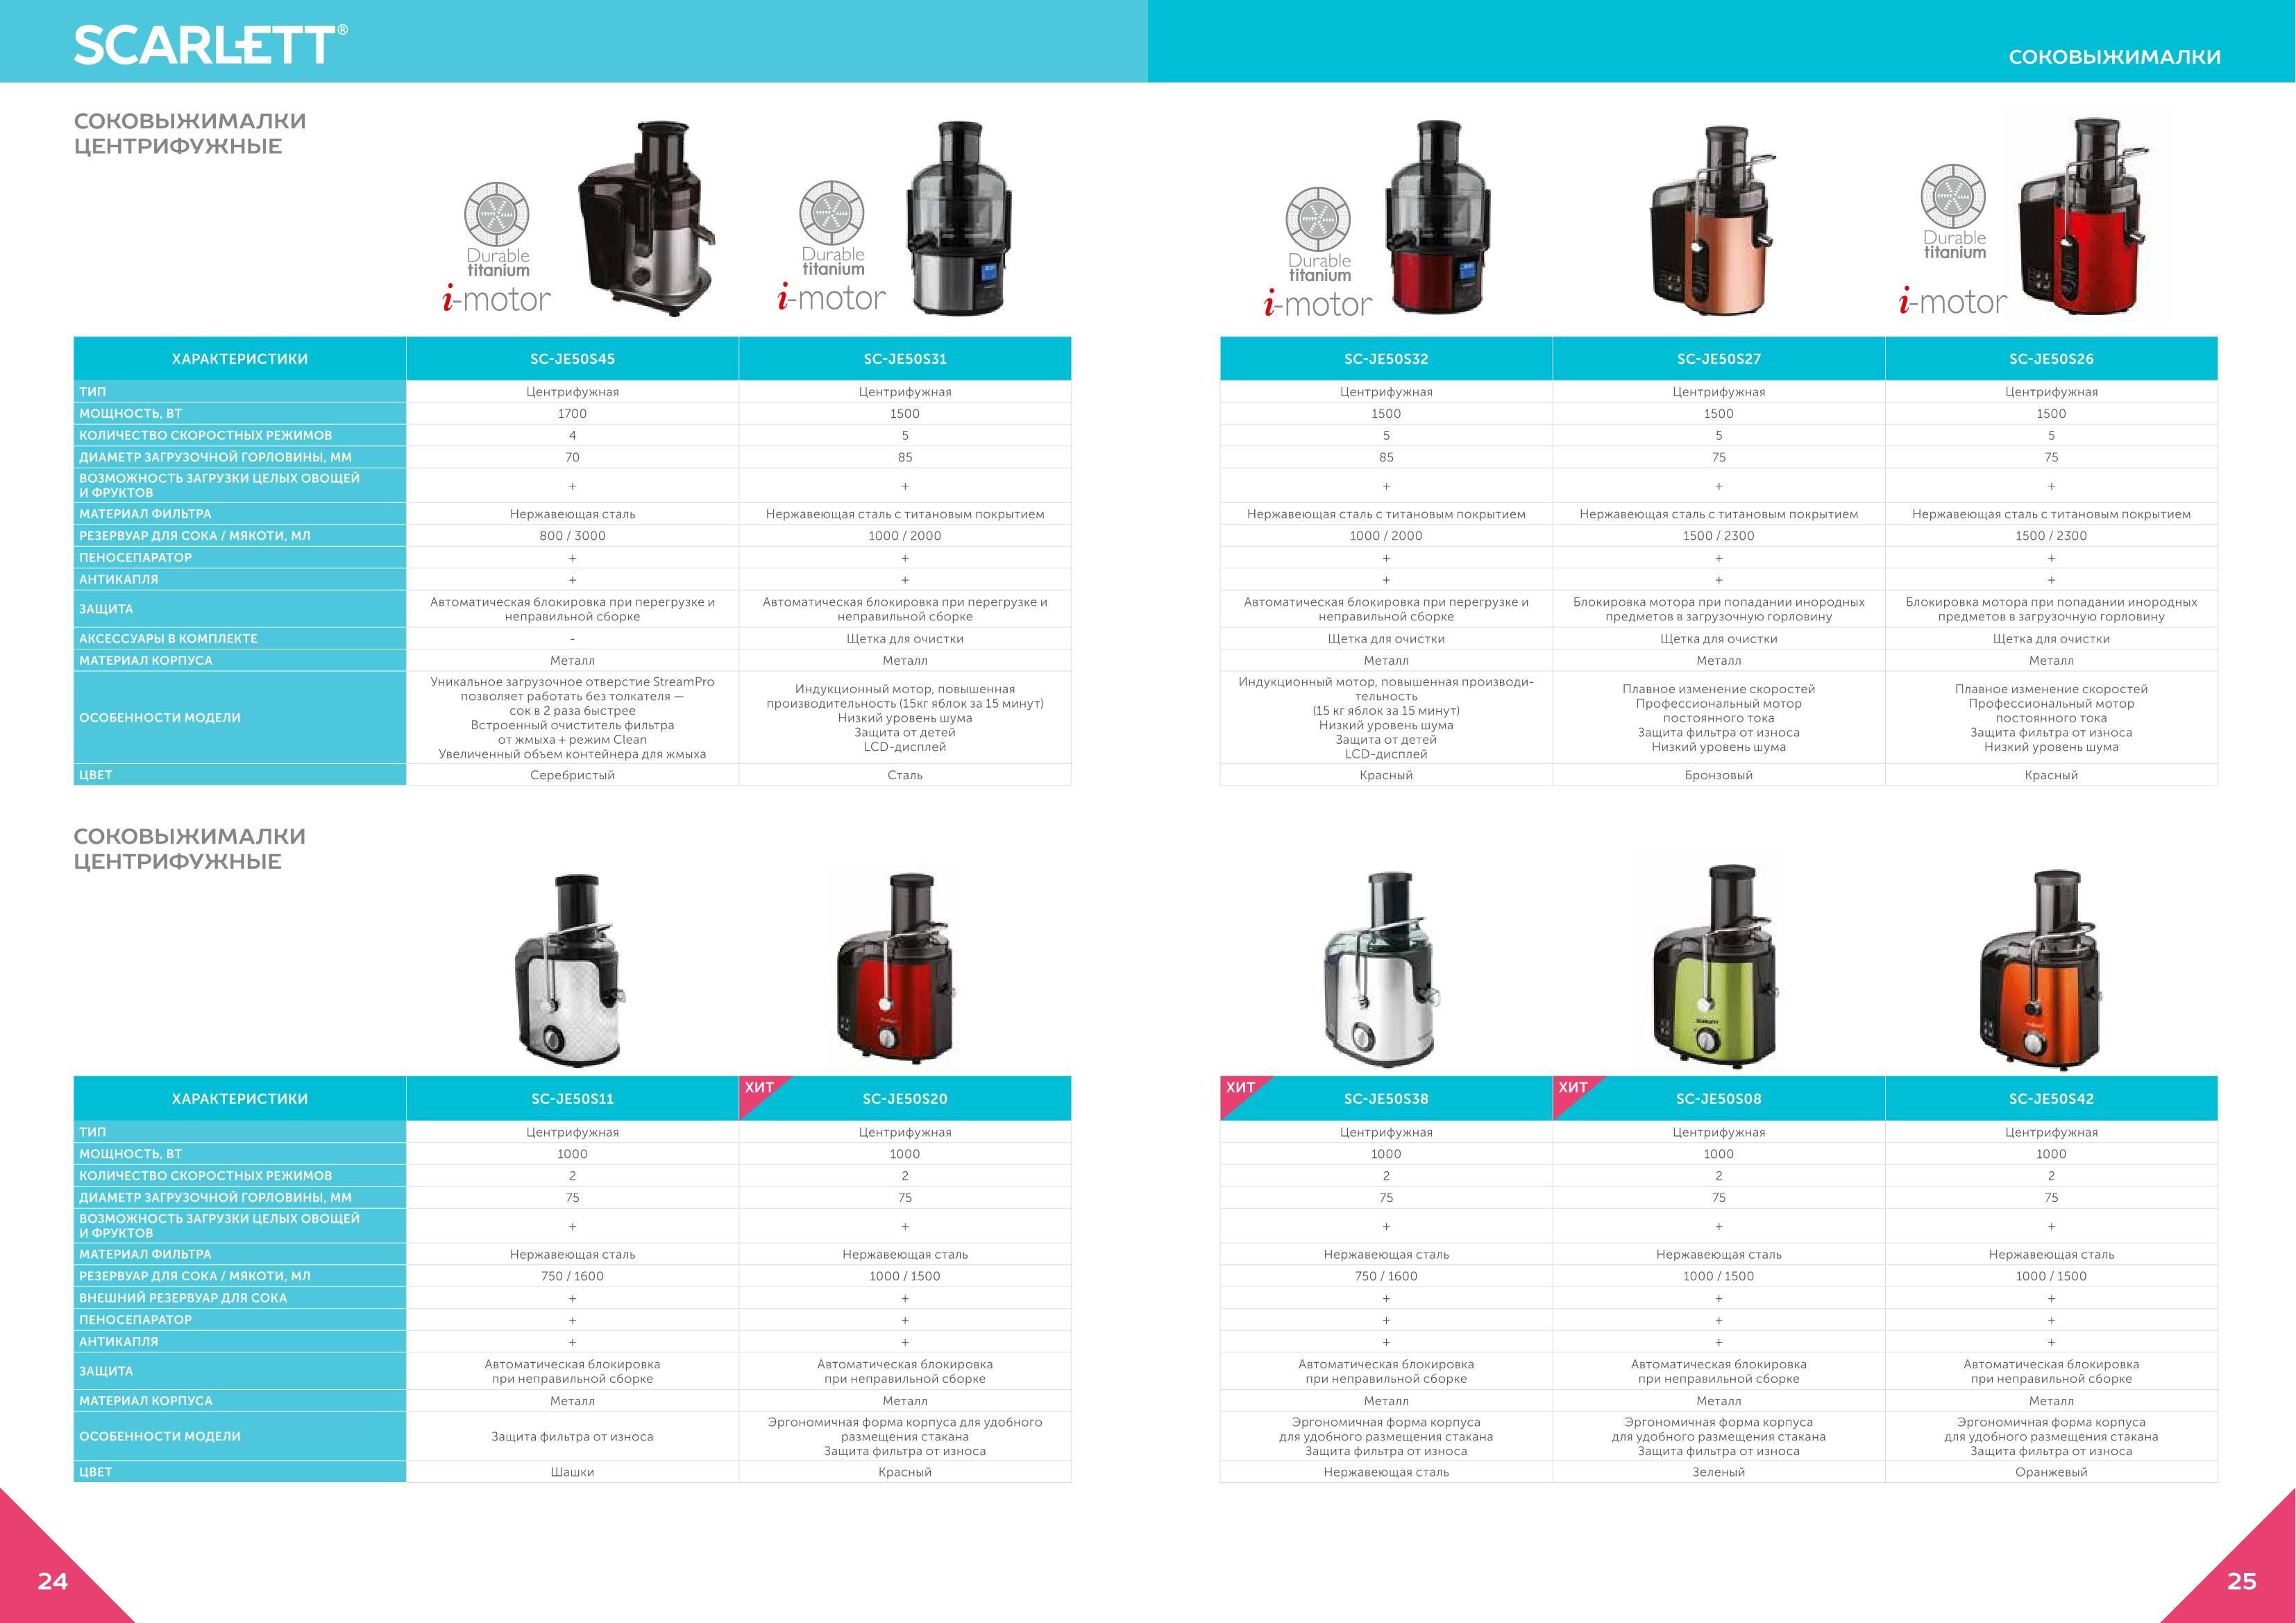 SCARLETT®
СОКОВЫЖИМАЛКИ
СОКОВЫЖИМАЛКИ
ЦЕНТРИФУЖНЫЕ
Durable
titanium
i-motor
Durable
titanium
i-motor
Durable
titanium
i-motor
Durable
titanium
i-motor
ХАРАКТЕРИСТИКИ SC-JE50S45 SC-JE50S31 SC-JE50S32 SC-JE50S27 SC-JE50S26
ТИП Центрифужная Центрифужная Центрифужная Центрифужная Центрифужная
МОЩНОСТЬ, ВТ 1700 1500 1500 1500 1500
КОЛИЧЕСТВО СКОРОСТНЫХ РЕЖИМОВ 4 5 5 5 5
ДИАМЕТР ЗАГРУЗОЧНОЙ ГОРЛОВИНЫ, ММ 70 85 85 75 75
ВОЗМОЖНОСТЬ ЗАГРУЗКИ ЦЕЛЫХ ОВОЩЕЙ
И ФРУКТОВ + + + + +
МАТЕРИАЛ ФИЛЬТРА Нержавеющая сталь Нержавеющая сталь с титановым покрытием Нержавеющая сталь с титановым покрытием Нержавеющая сталь с титановым покрытием Нержавеющая сталь с титановым покрытием
РЕЗЕРВУАР ДЛЯ СОКА / МЯКОТИ, МЛ 800 / 3000 1000 / 2000 1000 / 2000 1500 / 2300 1500 / 2300
ПЕНОСЕПАРАТОР + + + + +
АНТИКАПЛЯ + + + + +
ЗАЩИТА
Автоматическая блокировка при перегрузке и
неправильной сборке
Автоматическая блокировка при перегрузке и
неправильной сборке
Автоматическая блокировка при перегрузке и
неправильной сборке
Блокировка мотора при попадании инородных
предметов в загрузочную горловину
Блокировка мотора при попадании инородных
предметов в загрузочную горловину
АКСЕССУАРЫ В КОМПЛЕКТЕ - Щетка для очистки Щетка для очистки Щетка для очистки Щетка для очистки
МАТЕРИАЛ КОРПУСА Металл Металл Металл Металл Металл
ОСОБЕННОСТИ МОДЕЛИ
Уникальное загрузочное отверстие StreamPro
позволяет работать без толкателя —
сок в 2 раза быстрее
Встроенный очиститель фильтра
от жмыха + режим Clean
Увеличенный объем контейнера для жмыха
Индукционный мотор, повышенная
производительность (15кг яблок за 15 минут)
Низкий уровень шума
Защита от детей
LCD-дисплей
Индукционный мотор, повышенная производи-
тельность
(15 кг яблок за 15 минут)
Низкий уровень шума
Защита от детей
LCD-дисплей
Плавное изменение скоростей
Профессиональный мотор
постоянного тока
Защита фильтра от износа
Низкий уровень шума
Плавное изменение скоростей
Профессиональный мотор
постоянного тока
Защита фильтра от износа
Низкий уровень шума
ЦВЕТ Серебристый Сталь Красный Бронзовый Красный
СОКОВЫЖИМАЛКИ
ЦЕНТРИФУЖНЫЕ
SCARLETT
ХАРАКТЕРИСТИКИ SC-JE50S11 ХИТ SC-JE50S20 ХИТ SC-JE50S38 ХИТ SC-JE50S08 SC-JE50S42
ТИП Центрифужная Центрифужная Центрифужная Центрифужная Центрифужная
МОЩНОСТЬ, ВТ 1000 1000 1000 1000 1000
КОЛИЧЕСТВО СКОРОСТНЫХ РЕЖИМОВ 2 2 2 2 2
ДИАМЕТР ЗАГРУЗОЧНОЙ ГОРЛОВИНЫ, ММ 75 75 75 75 75
ВОЗМОЖНОСТЬ ЗАГРУЗКИ ЦЕЛЫХ ОВОЩЕЙ
И ФРУКТОВ + + + + +
МАТЕРИАЛ ФИЛЬТРА Нержавеющая сталь Нержавеющая сталь Нержавеющая сталь Нержавеющая сталь Нержавеющая сталь
РЕЗЕРВУАР ДЛЯ СОКА / МЯКОТИ, МЛ 750 / 1600 1000 / 1500 750 / 1600 1000 / 1500 1000 / 1500
ВНЕШНИЙ РЕЗЕРВУАР ДЛЯ СОКА + + + + +
ПЕНОСЕПАРАТОР + + + + +
АНТИКАПЛЯ + + + + +
ЗАЩИТА
Автоматическая блокировка
при неправильной сборке
Автоматическая блокировка
при неправильной сборке
Автоматическая блокировка
при неправильной сборке
Автоматическая блокировка
при неправильной сборке
Автоматическая блокировка
при неправильной сборке
МАТЕРИАЛ КОРПУСА Металл Металл Металл Металл Металл
ОСОБЕННОСТИ МОДЕЛИ
Защита фильтра от износа
Эргономичная форма корпуса для удобного
размещения стакана
Защита фильтра от износа
Эргономичная форма корпуса
для удобного размещения стакана
Защита фильтра от износа
Эргономичная форма корпуса
для удобного размещения стакана
Защита фильтра от износа
Эргономичная форма корпуса
для удобного размещения стакана
Защита фильтра от износа
ЦВЕТ Шашки Красный Нержавеющая сталь Зеленый Оранжевый
24
25